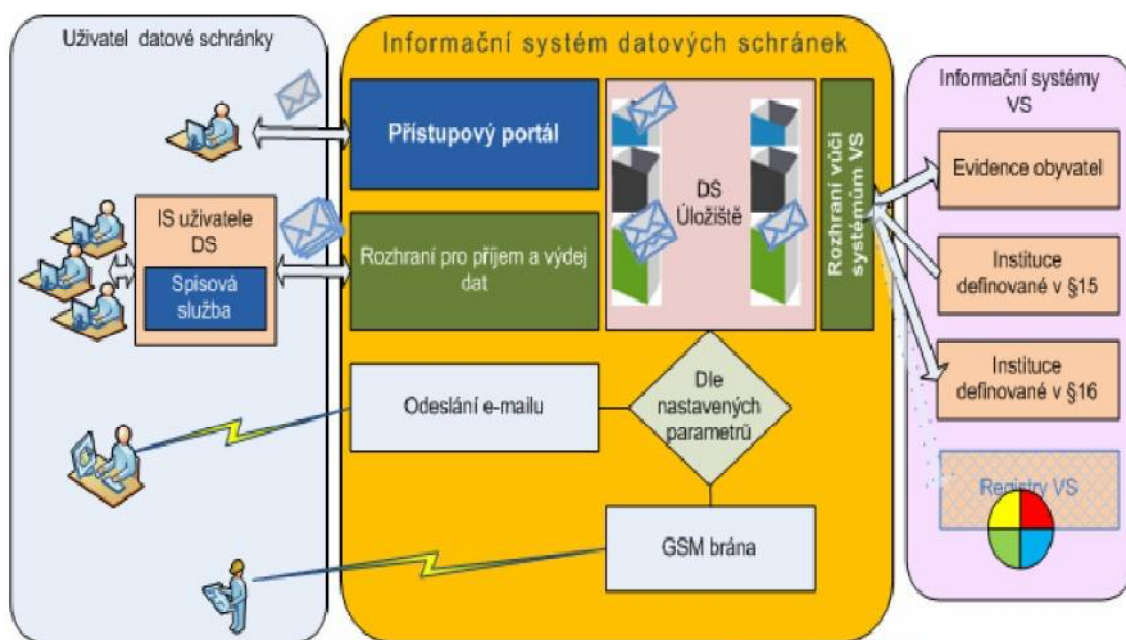 Uživatel datové schránky
Informační systém datových schránek
Informační systémy
VS
Přístupový portál
DS
Úložiště
Rozhraní vůči
systémům VS
Evidence obyvatel
IS uživatele
DS
Spisová
služba
Rozhraní pro příjem a výdej
dat
Instituce
definované v §15
Instituce
definované v §16
Odeslání e-mailu
Dle
nastavených
parametrů
Registry VS
GSM brána